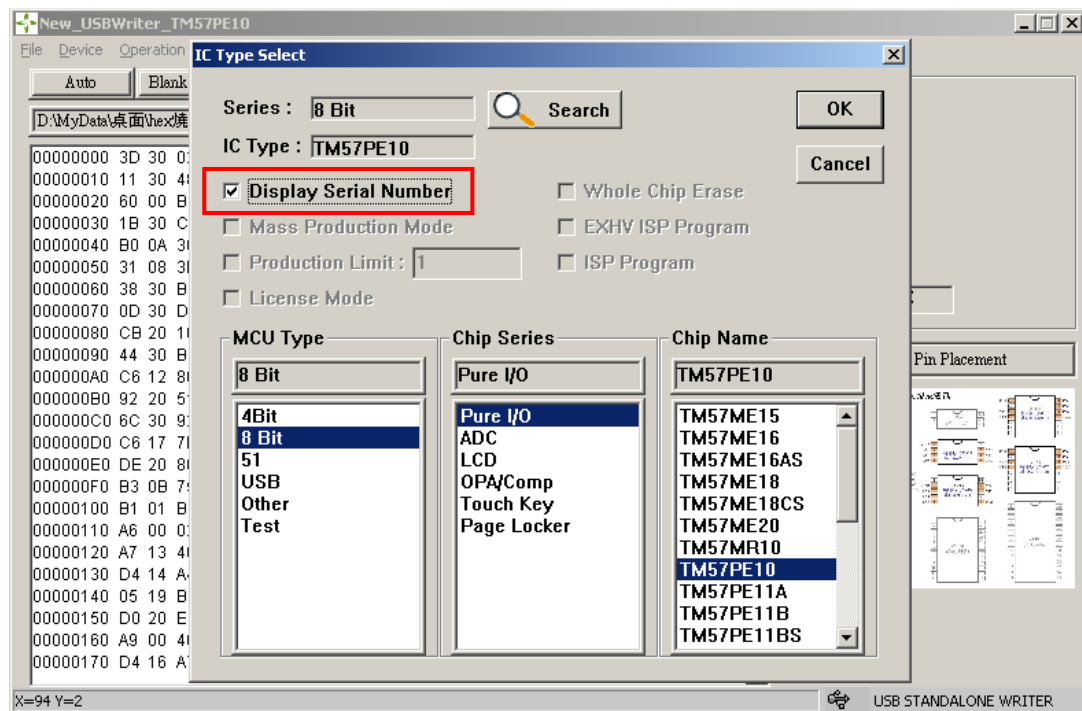 New_USBWriter_TM57PE10
File Device Operation
IC Type Select
Auto Blank
D:\MyData\桌面\hex\燒
Series : 8 Bit Search OK
IC Type : TM57PE10 Cancel
Display Serial Number Whole Chip Erase
Mass Production Mode EXHV ISP Program
Production Limit : 1 ISP Program
License Mode
MCU Type Chip Series Chip Name
8 Bit Pure I/O TM57PE10
4Bit
8 Bit
51
USB
Other
Test
Pure I/O
ADC
LCD
OPA/Comp
Touch Key
Page Locker
TM57ME15
TM57ME16
TM57ME16AS
TM57ME18
TM57ME18CS
TM57ME20
TM57MR10
TM57PE10
TM57PE11A
TM57PE11B
TM57PE11BS
00000000 3D 30
00000010 11 30
00000020 60 00
00000030 1B 30
00000040 B0 0A
00000050 31 08
00000060 38 30
00000070 0D 30
00000080 CB 20
00000090 44 30
000000A0 C6 12
000000B0 92 20
000000C0 6C 30
000000D0 C6 17
000000E0 DE 20
000000F0 B3 0B
00000100 B1 01
00000110 A6 00
00000120 A7 13
00000130 D4 14
00000140 05 19
00000150 D0 20
00000160 A9 00
00000170 D4 16
Pin Placement
X=94 Y=2 USB STANDALONE WRITER